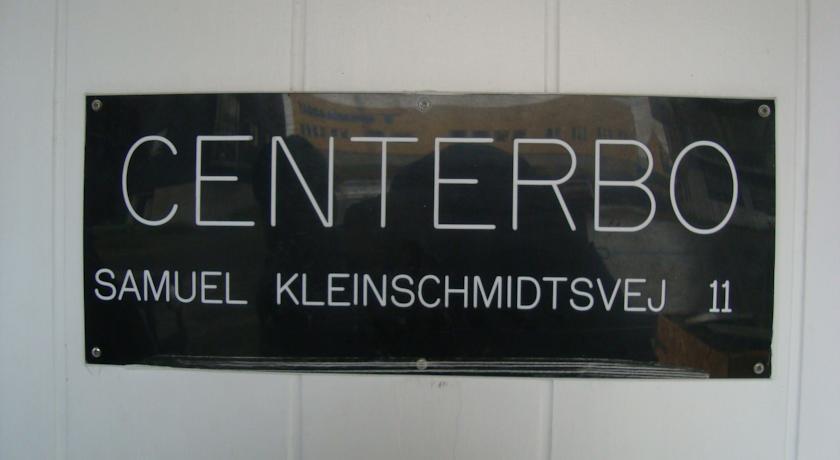 CENTERBO
SAMUEL KLEINSCHMIDTSVEJ 11